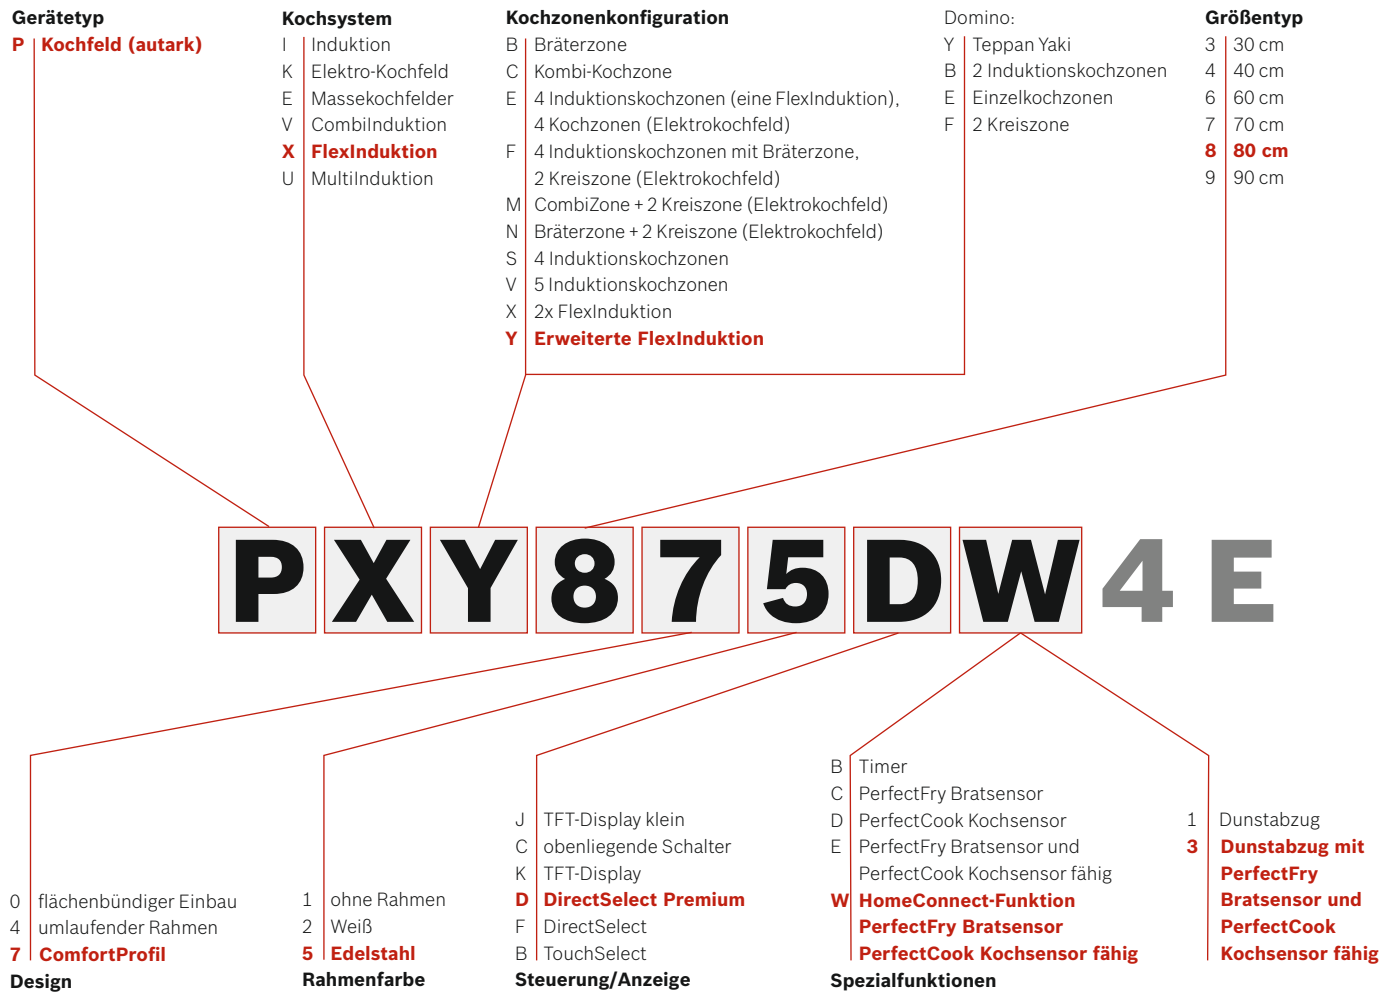 Gerätetyp
P Kochfeld (autark)
Kochsystem
I Induktion
K Elektro-Kochfeld
E Massekochfelder
V CombiInduktion
X FlexInduktion
U MultiInduktion
Kochzonenkonfiguration
B Bräterzone
C Kombi-Kochzone
E 4 Induktionskochzonen (eine FlexInduktion),
4 Kochzonen (Elektrokochfeld)
F 4 Induktionskochzonen mit Bräterzone,
2 Kreiszone (Elektrokochfeld)
M CombiZone + 2 Kreiszone (Elektrokochfeld)
N Bräterzone + 2 Kreiszone (Elektrokochfeld)
S 4 Induktionskochzonen
V 5 Induktionskochzonen
X 2x FlexInduktion
Y Erweiterte FlexInduktion
Domino:
Y Teppan Yaki
B 2 Induktionskochzonen
E Einzelkochzonen
F 2 Kreiszone
Größentyp
3 30 cm
4 40 cm
6 60 cm
7 70 cm
8 80 cm
9 90 cm
PXY875DW4E
0 flächenbündiger Einbau
4 umlaufender Rahmen
7 ComfortProfil
Design
1 ohne Rahmen
2 Weiß
5 Edelstahl
Rahmenfarbe
J TFT-Display klein
C obenliegende Schalter
K TFT-Display
D DirectSelect Premium
F DirectSelect
B TouchSelect
Steuerung/Anzeige
B Timer
C PerfectFry Bratsensor
D PerfectCook Kochsensor
E PerfectFry Bratsensor und
PerfectCook Kochsensor fähig
W HomeConnect-Funktion
PerfectFry Bratsensor
PerfectCook Kochsensor fähig
Spezialfunktionen
1 Dunstabzug
3 Dunstabzug mit
PerfectFry
Bratsensor und
PerfectCook
Kochsensor fähig